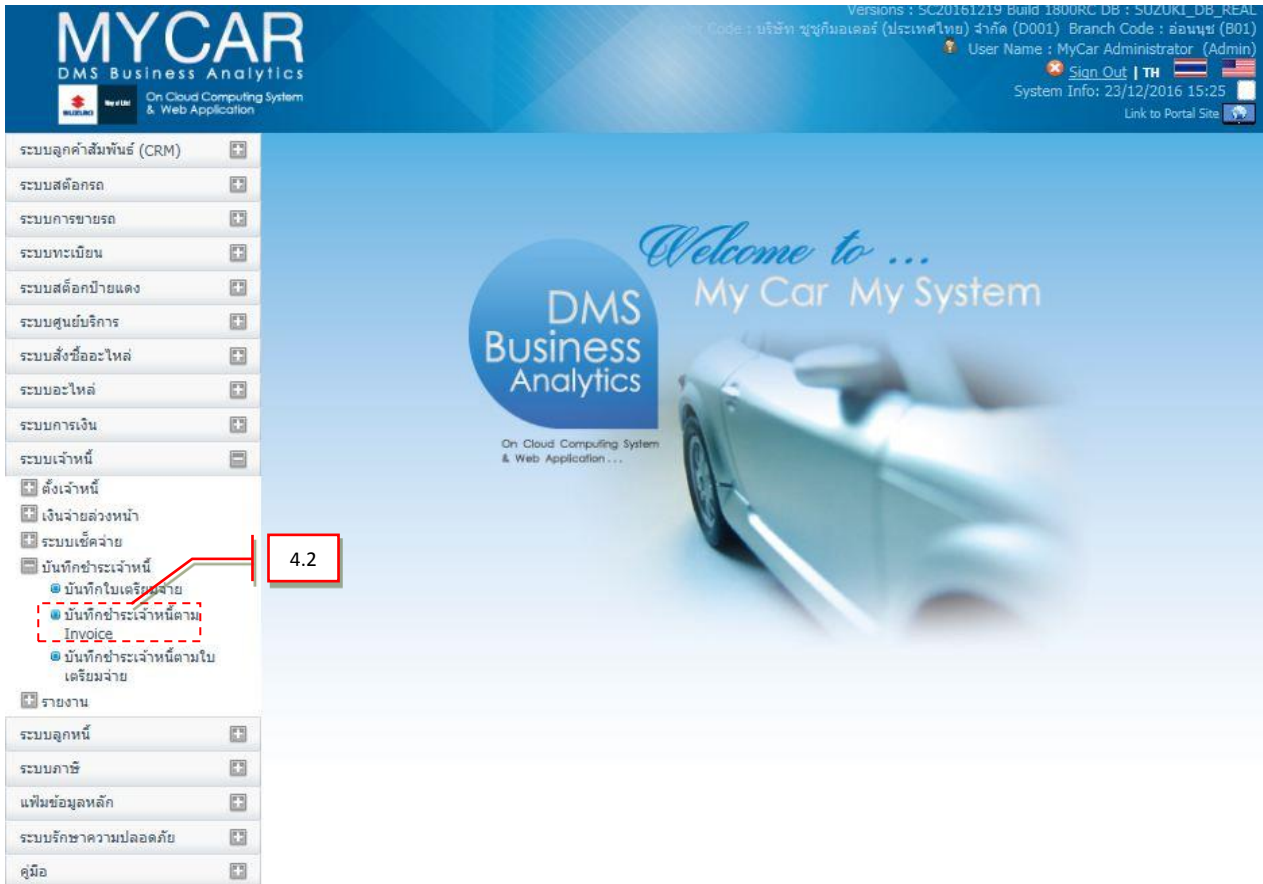 MYCAR
DMS Business Analytics
SUZUKI Way of Life!
On Cloud Computing System
& Web Application
Versions : SC20161219 Build 1800RC DB : SUZUKI_DB_REAL
Code : บริษัท ซูซูกิมอเตอร์ (ประเทศไทย) จำกัด (D001) Branch Code : อ่อนนุช (B01)
User Name : MyCar Administrator (Admin)
Sign Out | TH
System Info: 23/12/2016 15:25
Link to Portal Site
ระบบลูกค้าสัมพันธ์ (CRM)
ระบบสต๊อกรถ
ระบบการขายรถ
ระบบทะเบียน
ระบบสต็อกป้ายแดง
ระบบศูนย์บริการ
ระบบสั่งซื้ออะไหล่
ระบบอะไหล่
ระบบการเงิน
ระบบเจ้าหนี้
ตั้งเจ้าหนี้
เงินจ่ายล่วงหน้า
ระบบเช็คจ่าย
บันทึกชำระเจ้าหนี้
บันทึกใบเตรียมจ่าย
บันทึกชำระเจ้าหนี้ตาม
Invoice
บันทึกชำระเจ้าหนี้ตามใบ
เตรียมจ่าย
รายงาน
ระบบลูกหนี้
ระบบภาษี
แฟ้มข้อมูลหลัก
ระบบรักษาความปลอดภัย
คู่มือ
4.2
Welcome to ...
My Car My System
DMS
Business
Analytics
On Cloud Computing System
& Web Application...